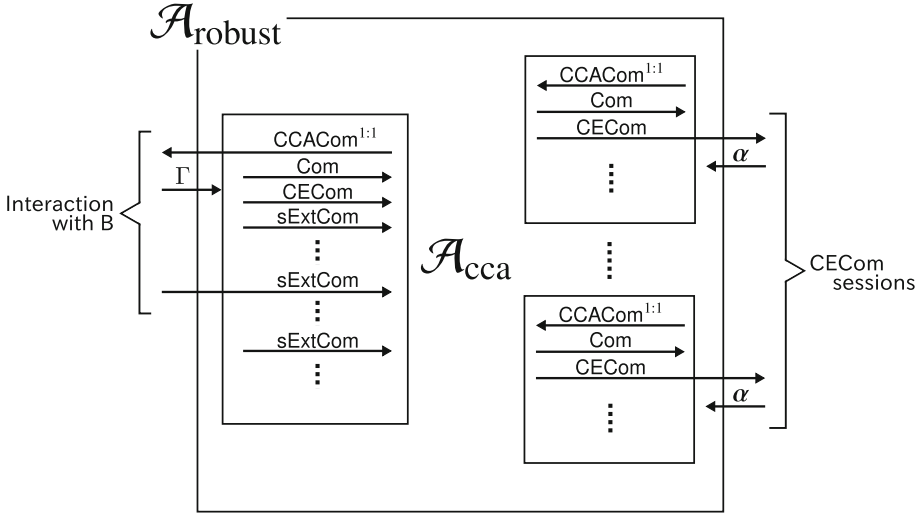 𝒜robust
Interaction
with B
CCACom1:1
Γ
Com
CECom
sExtCom
sExtCom
sExtCom
𝒜cca
CCACom1:1
Com
CECom
α
CCACom1:1
Com
CECom
α
CECom
sessions